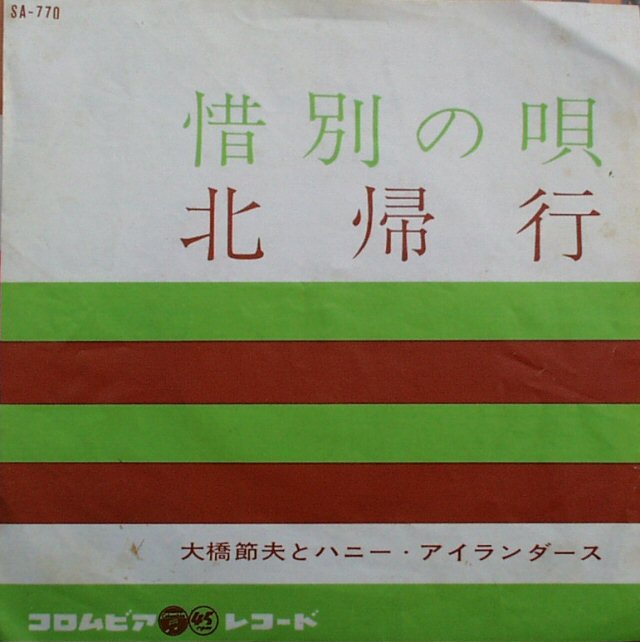 SA-770
惜別の唄
北帰行
大橋節夫とハニー・アイランダース
コロムビア 45 レコード